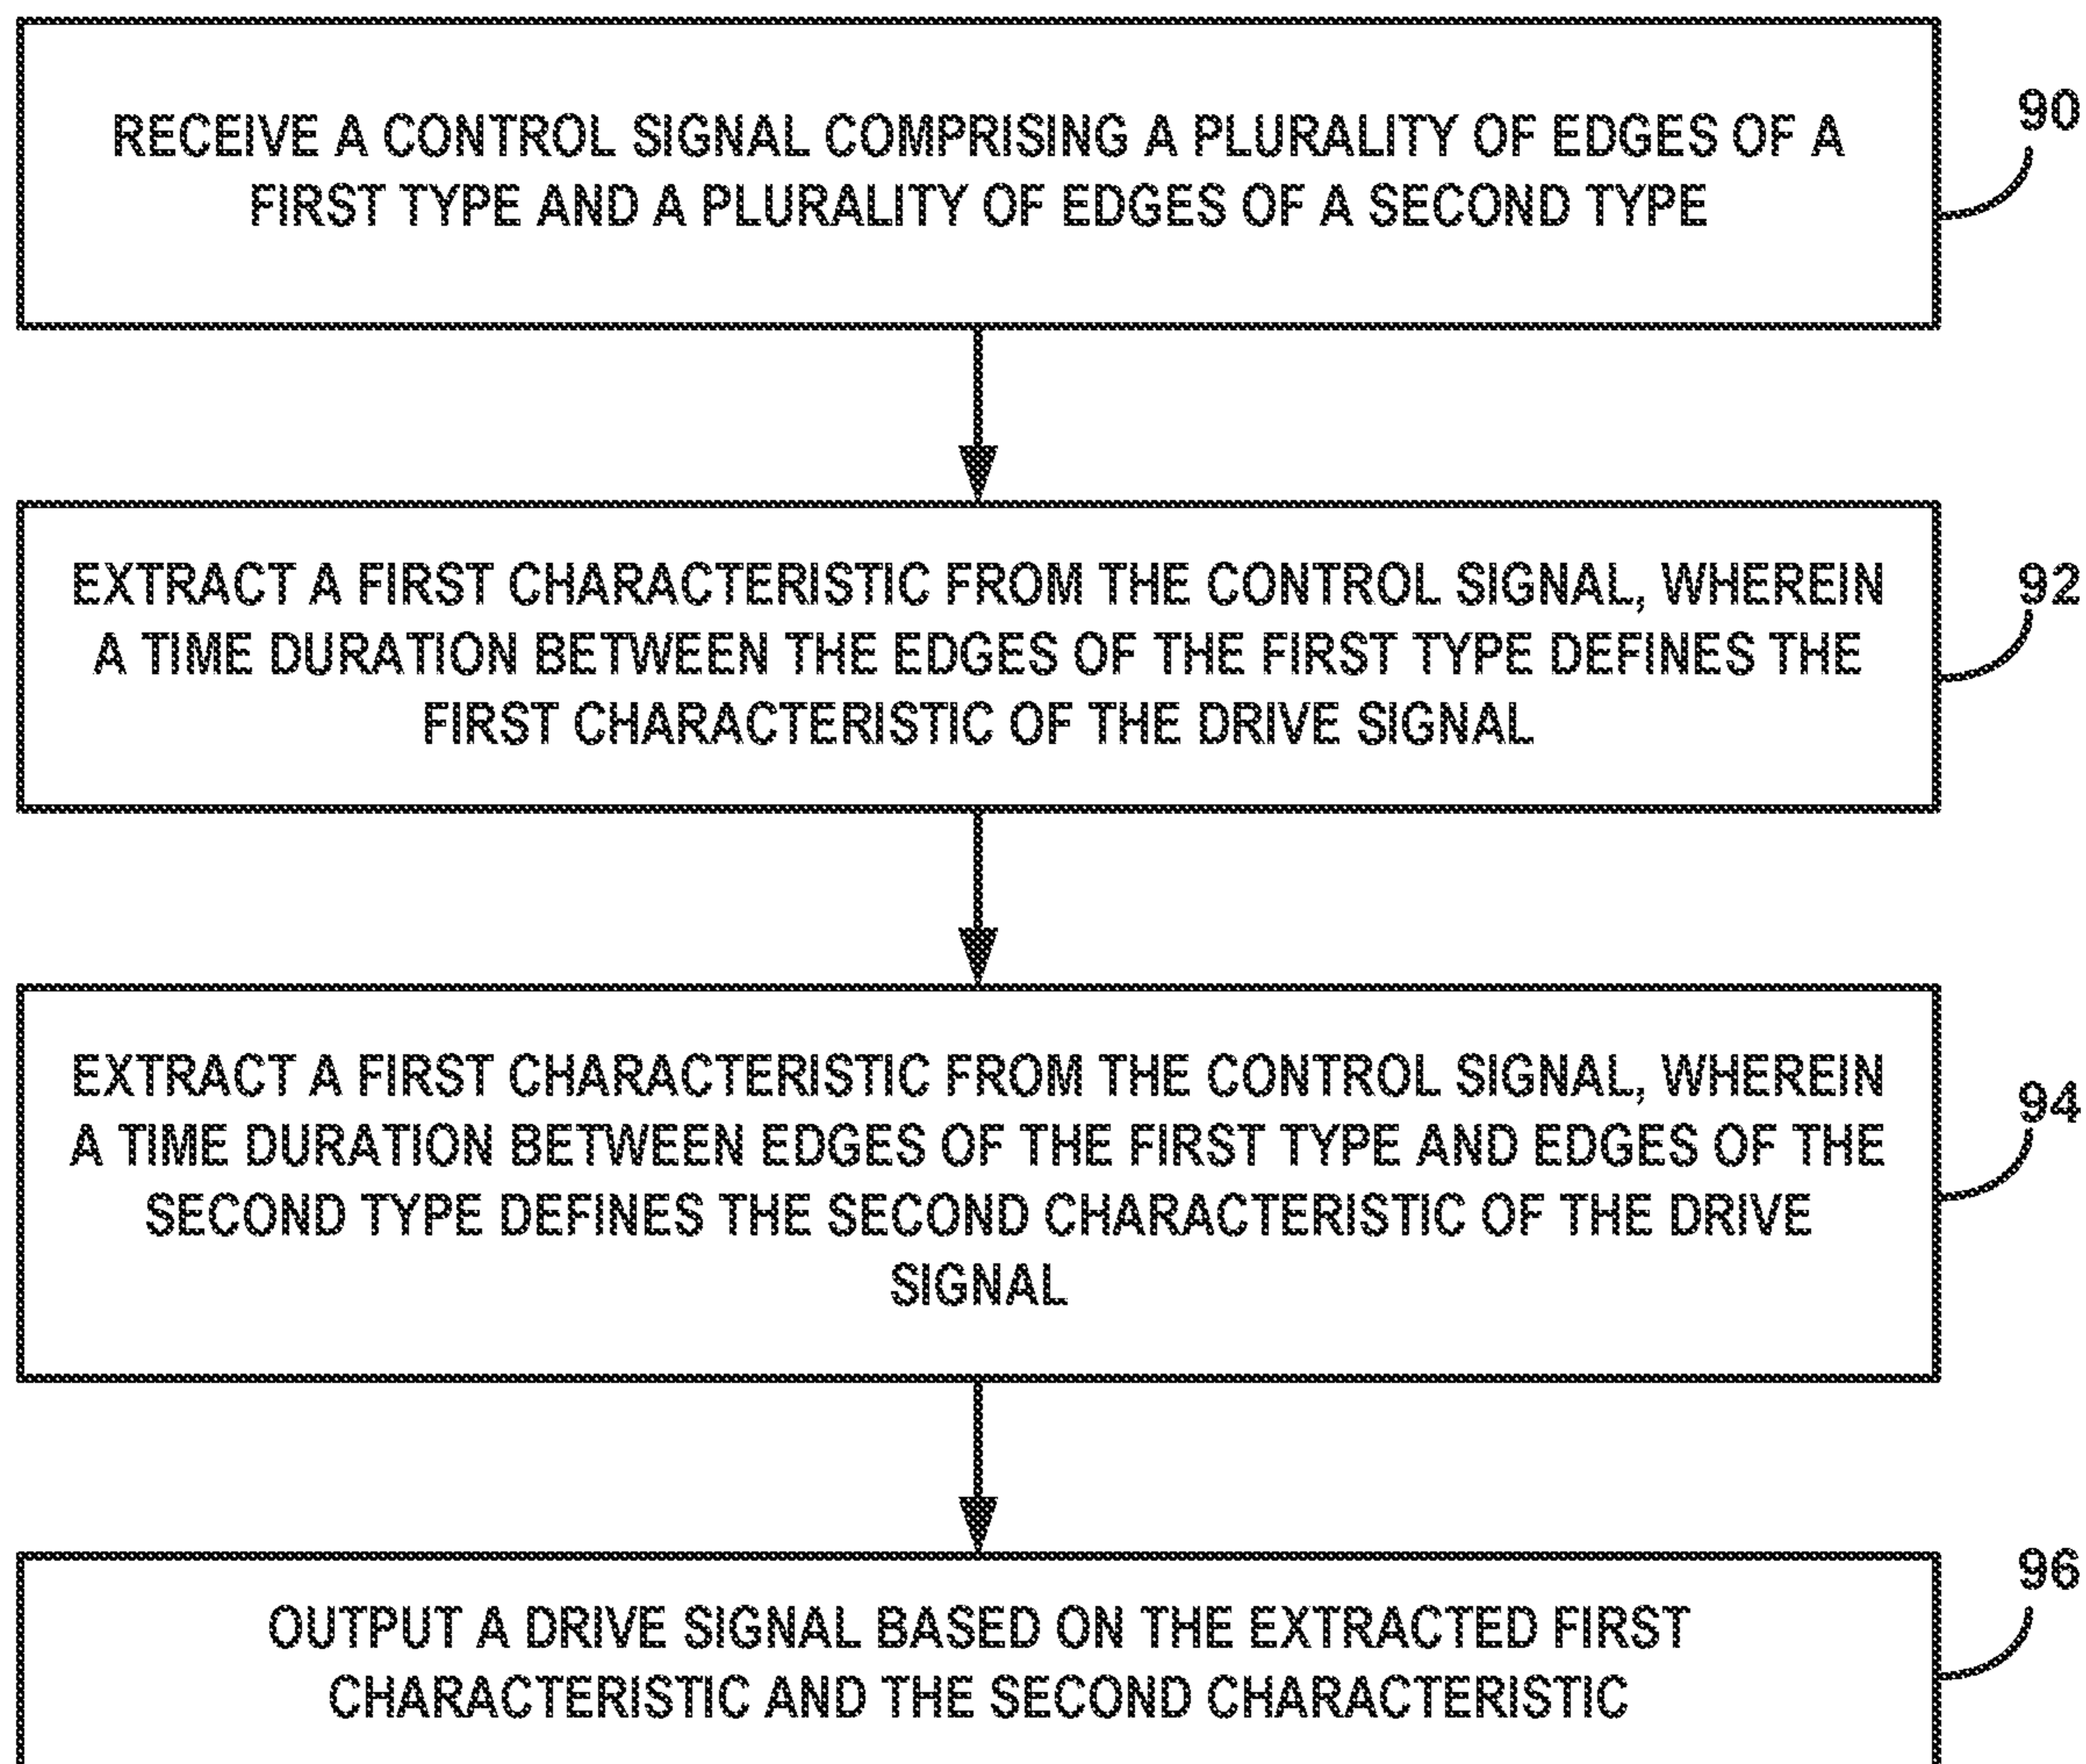 RECEIVE A CONTROL SIGNAL COMPRISING A PLURALITY OF EDGES OF A
FIRST TYPE AND A PLURALITY OF EDGES OF A SECOND TYPE
90
EXTRACT A FIRST CHARACTERISTIC FROM THE CONTROL SIGNAL, WHEREIN
A TIME DURATION BETWEEN THE EDGES OF THE FIRST TYPE DEFINES THE
FIRST CHARACTERISTIC OF THE DRIVE SIGNAL
92
EXTRACT A FIRST CHARACTERISTIC FROM THE CONTROL SIGNAL, WHEREIN
A TIME DURATION BETWEEN EDGES OF THE FIRST TYPE AND EDGES OF THE
SECOND TYPE DEFINES THE SECOND CHARACTERISTIC OF THE DRIVE
SIGNAL
94
OUTPUT A DRIVE SIGNAL BASED ON THE EXTRACTED FIRST
CHARACTERISTIC AND THE SECOND CHARACTERISTIC
96